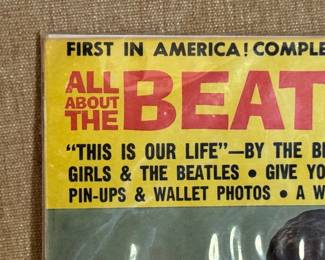 FIRST IN AMERICA! COMPLE
ALL ABOUT THE BEAT
"THIS IS OUR LIFE"—BY THE BE
GIRLS & THE BEATLES • GIVE YO
PIN-UPS & WALLET PHOTOS • A W